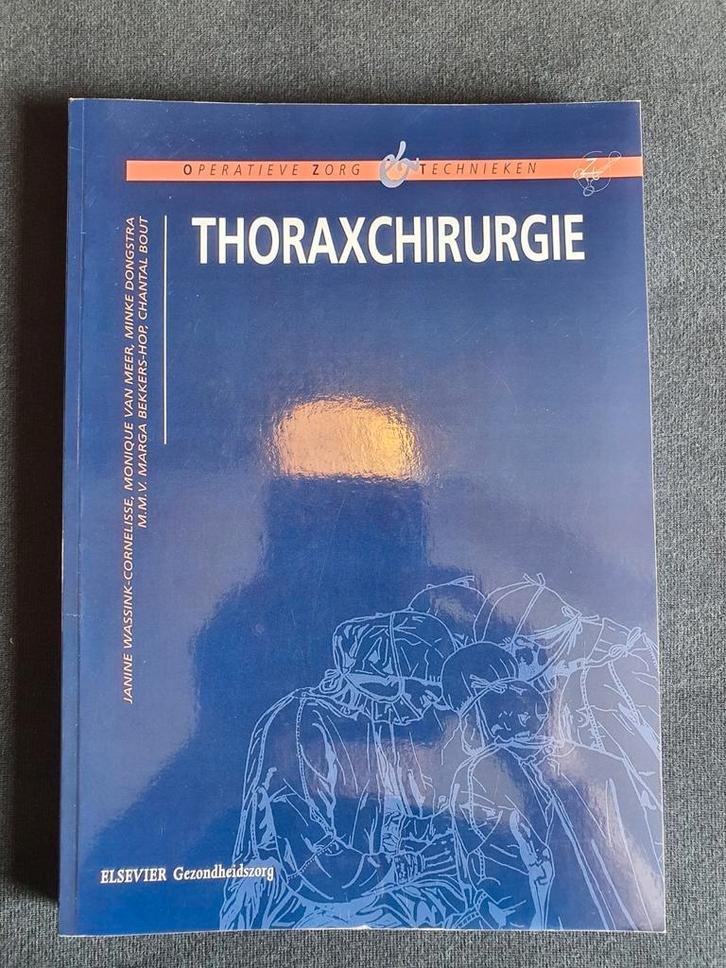 OPERATIEVE ZORG & TECHNIEKEN
THORAXCHIRURGIE
JANINE WASSINK-CORNELISSE, MONIQUE VAN MEER, MINKE DONGSTRA
M.M.V. MARGA BEKKERS-HOP, CHANTAL BOUT
ELSEVIER Gezondheidszorg